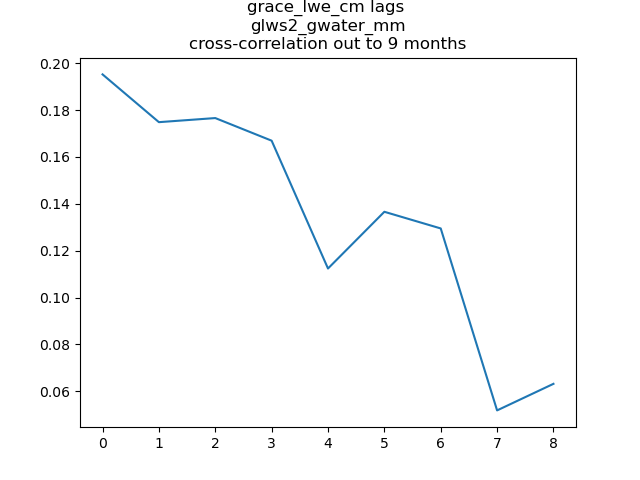 grace_lwe_cm lags
glws2_gwater_mm
cross-correlation out to 9 months
0.20
0.18
0.16
0.14
0.12
0.10
0.08
0.06
0 1 2 3 4 5 6 7 8